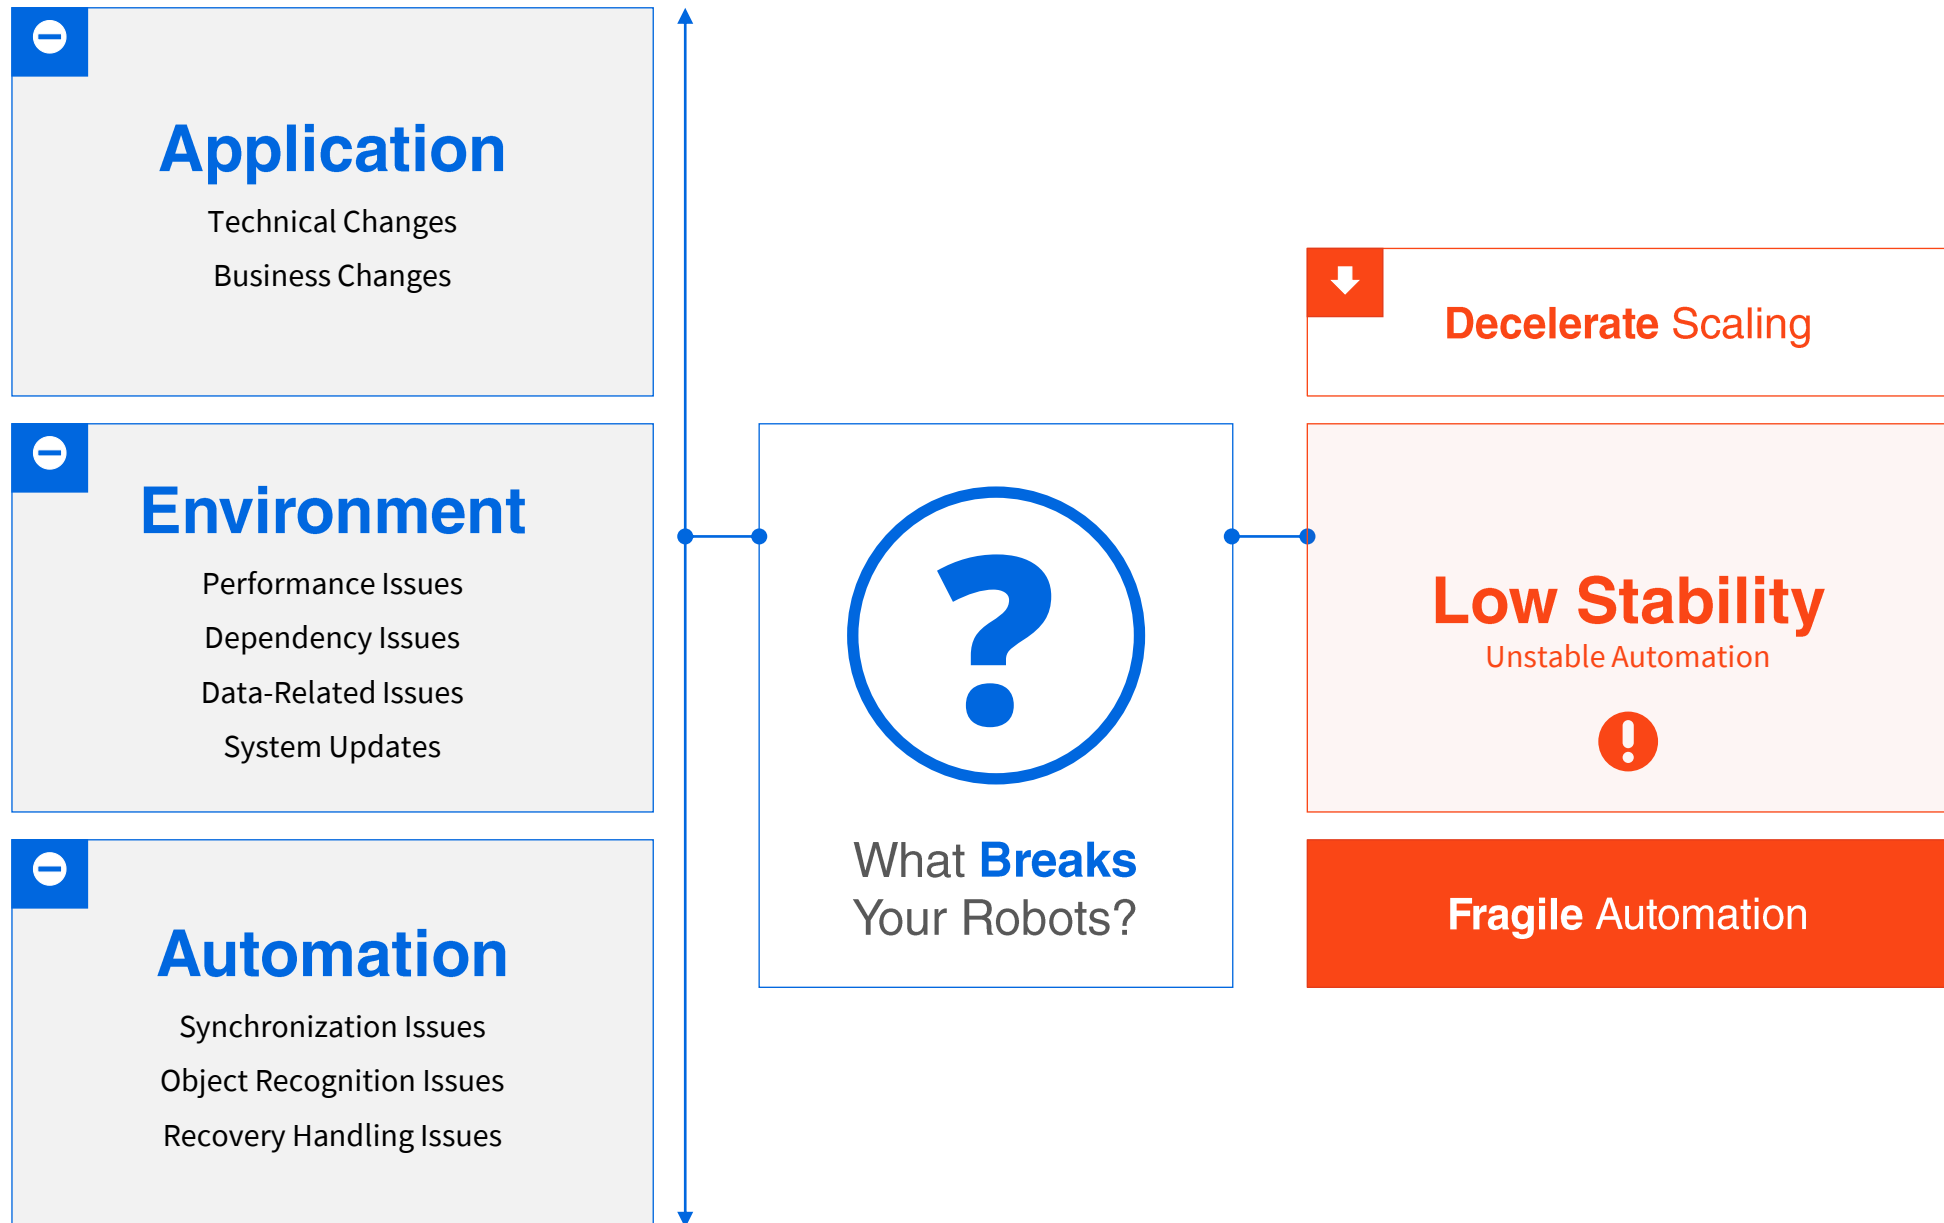 Application
Technical Changes
Business Changes
Environment
Performance Issues
Dependency Issues
Data-Related Issues
System Updates
Automation
Synchronization Issues
Object Recognition Issues
Recovery Handling Issues
?
What Breaks
Your Robots?
Decelerate Scaling
Low Stability
Unstable Automation
!
Fragile Automation